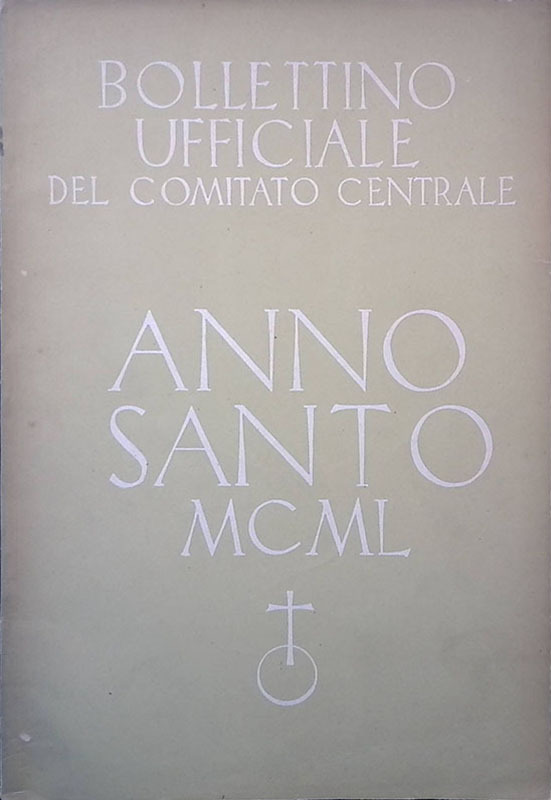 BOLLETTINO
UFFICIALE
DEL COMITATO CENTRALE
ANNO
SANTO
MCML